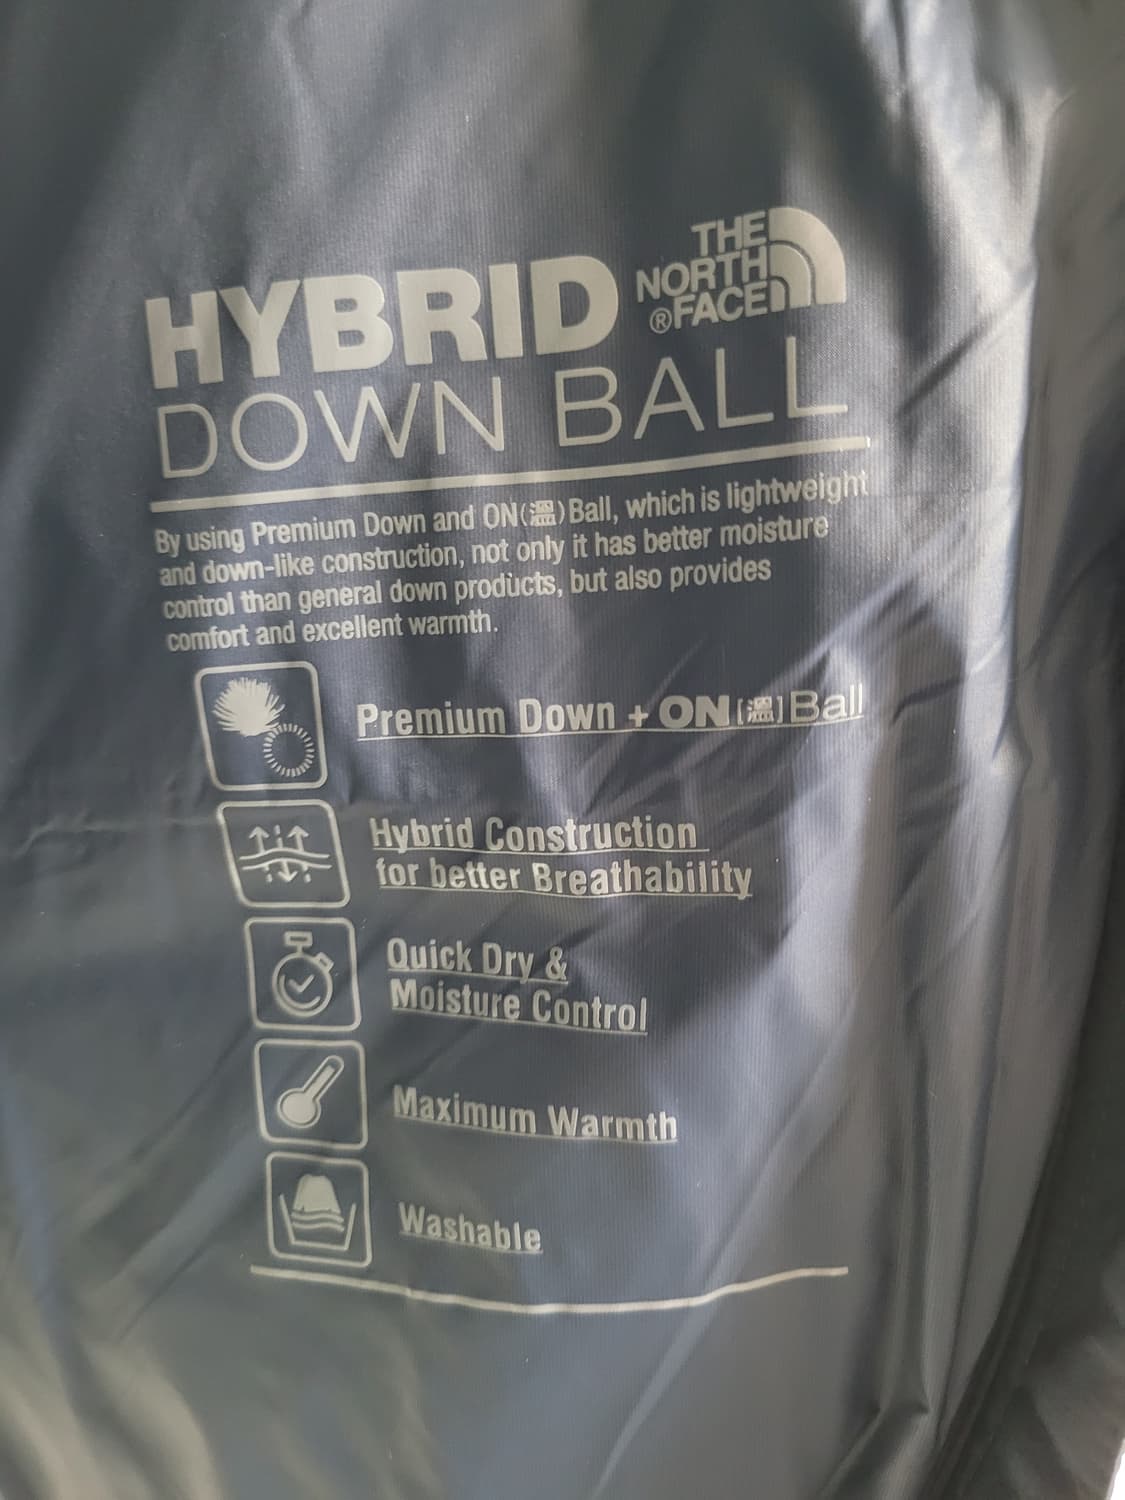 THE
NORTH
®FACE
HYBRID
DOWN BALL
By using Premium Down and ON(溫)Ball, which is lightweight
and down-like construction, not only it has better moisture
control than general down products, but also provides
comfort and excellent warmth.
Premium Down + ON[溫]Ball
Hybrid Construction
for better Breathability
Quick Dry &
Moisture Control
Maximum Warmth
Washable